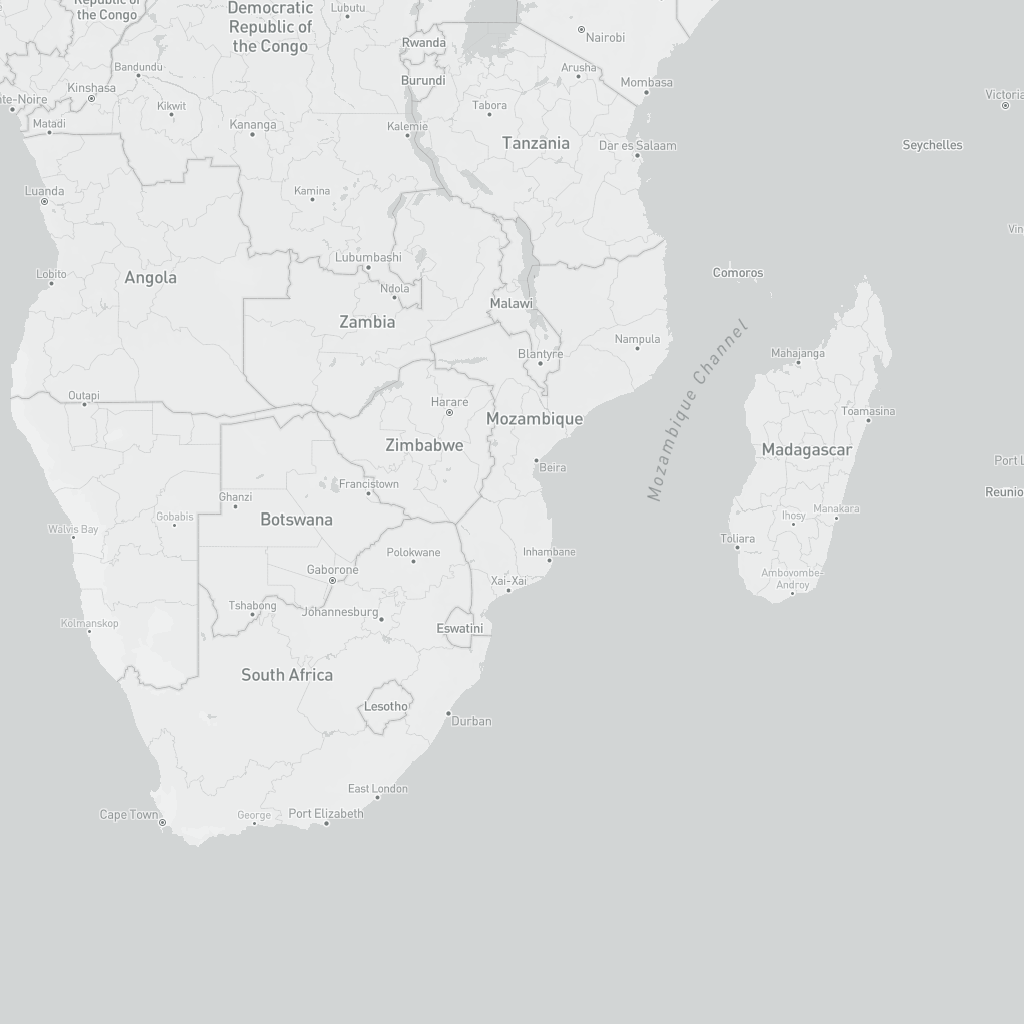 Republic of
the Congo
Democratic
Republic of
the Congo
Lubutu
Rwanda
Nairobi
Bandundu
Burundi
Arusha
Mombasa
Kinshasa
Kikwit
Tabora
Victoria
Matadi
Kananga
Kalemie
Tanzania
Dar es Salaam
Seychelles
Luanda
Kamina
Lobito
Angola
Lubumbashi
Comoros
Ndola
Malawi
Zambia
Nampula
Blantyre
Mahajanga
Mozambique Channel
Outapi
Harare
Mozambique
Toamasina
Zimbabwe
Madagascar
Beira
Francistown
Ghanzi
Reunio
Port L
Botswana
Gobabis
Walvis Bay
Manakara
Ihosy
Toliara
Polokwane
Inhambane
Gaborone
Xai-Xai
Ambovombe-
Androy
Tshabong
Johannesburg
Kolmanskop
Eswatini
South Africa
Lesotho
Durban
East London
Cape Town
George
Port Elizabeth